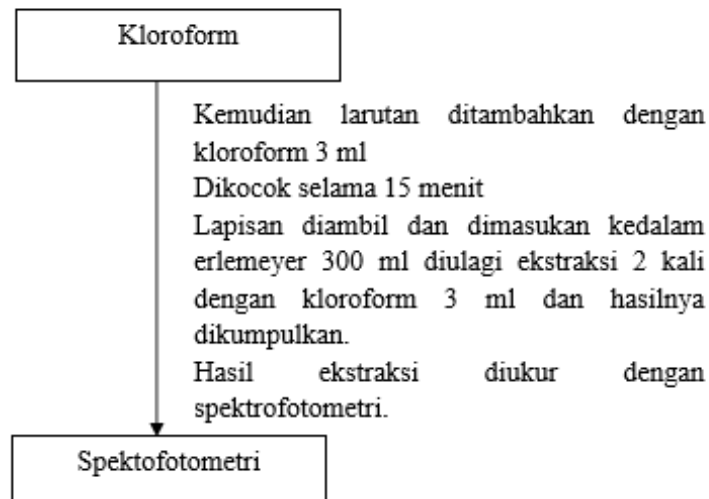 Kloroform
Kemudian larutan ditambahkan dengan
kloroform 3 ml
Dikocok selama 15 menit
Lapisan diambil dan dimasukan kedalam
erlemeyer 300 ml diulagi ekstraksi 2 kali
dengan kloroform 3 ml dan hasilnya
dikumpulkan.
Hasil ekstraksi diukur dengan
spektrofotometri.
Spektofotometri